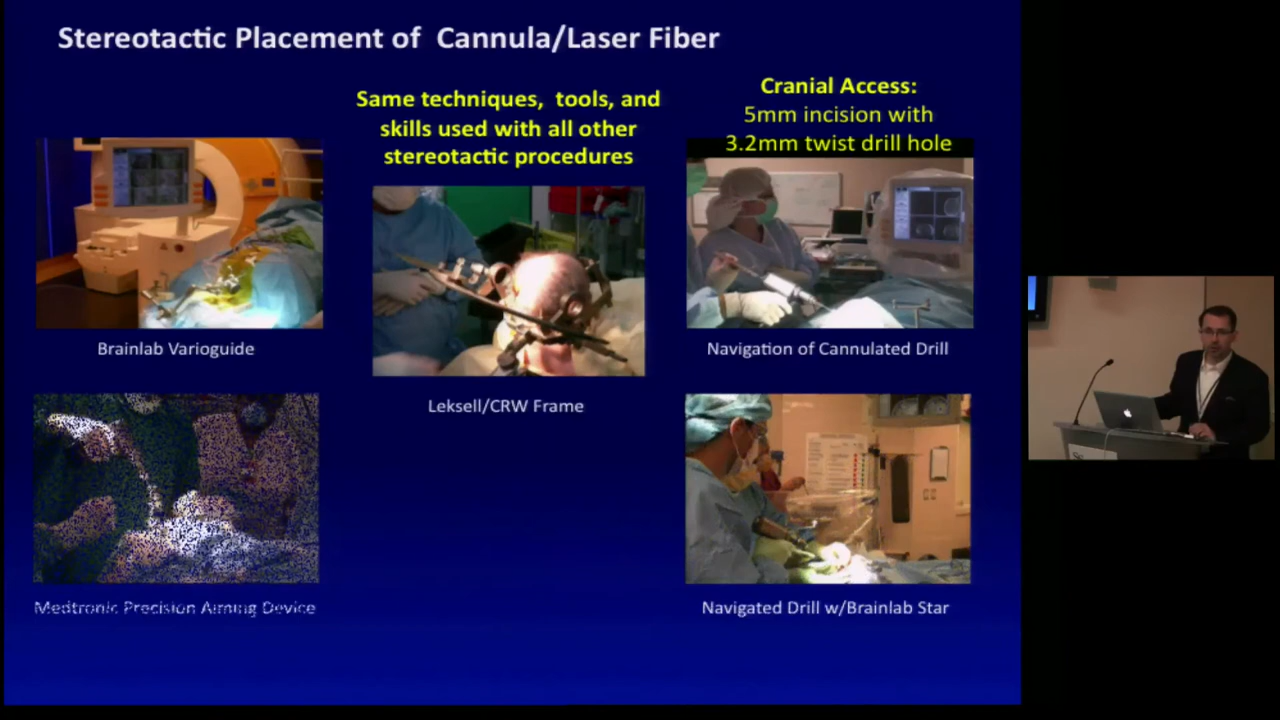 Stereotactic Placement of Cannula/Laser Fiber
Same techniques, tools, and
skills used with all other
stereotactic procedures
Cranial Access:
5mm incision with
3.2mm twist drill hole
Brainlab Varioguide
Leksell/CRW Frame
Navigation of Cannulated Drill
Medtronic Precision Aiming Device
Navigated Drill w/Brainlab Star